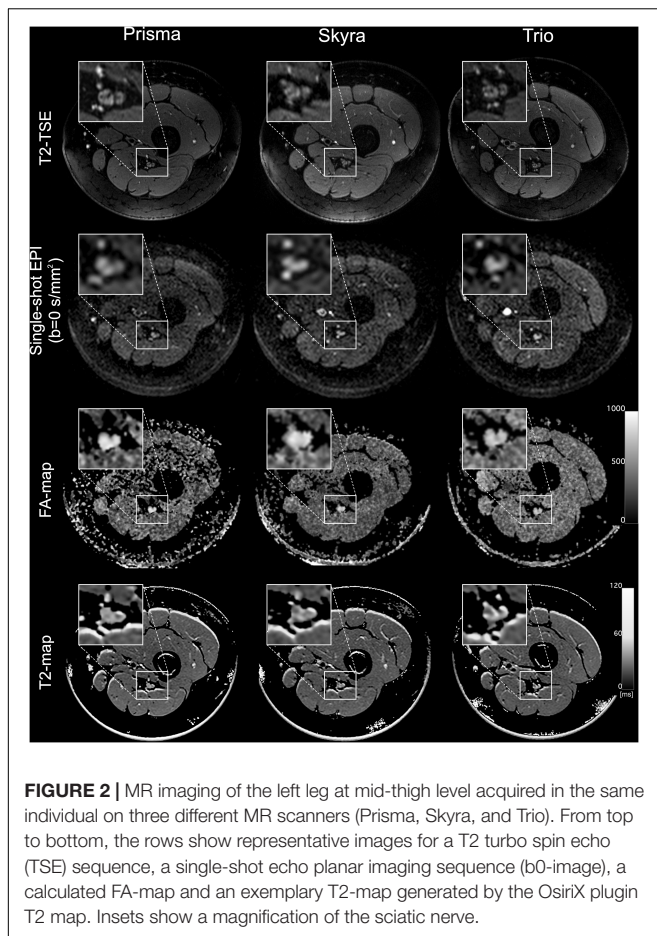 Prisma Skyra Trio
T2-TSE
Single-shot EPI
(b=0 s/mm²)
FA-map
1000
500
0
T2-map
120
60
0
[ms]
FIGURE 2 | MR imaging of the left leg at mid-thigh level acquired in the same
individual on three different MR scanners (Prisma, Skyra, and Trio). From top
to bottom, the rows show representative images for a T2 turbo spin echo
(TSE) sequence, a single-shot echo planar imaging sequence (b0-image), a
calculated FA-map and an exemplary T2-map generated by the OsiriX plugin
T2 map. Insets show a magnification of the sciatic nerve.